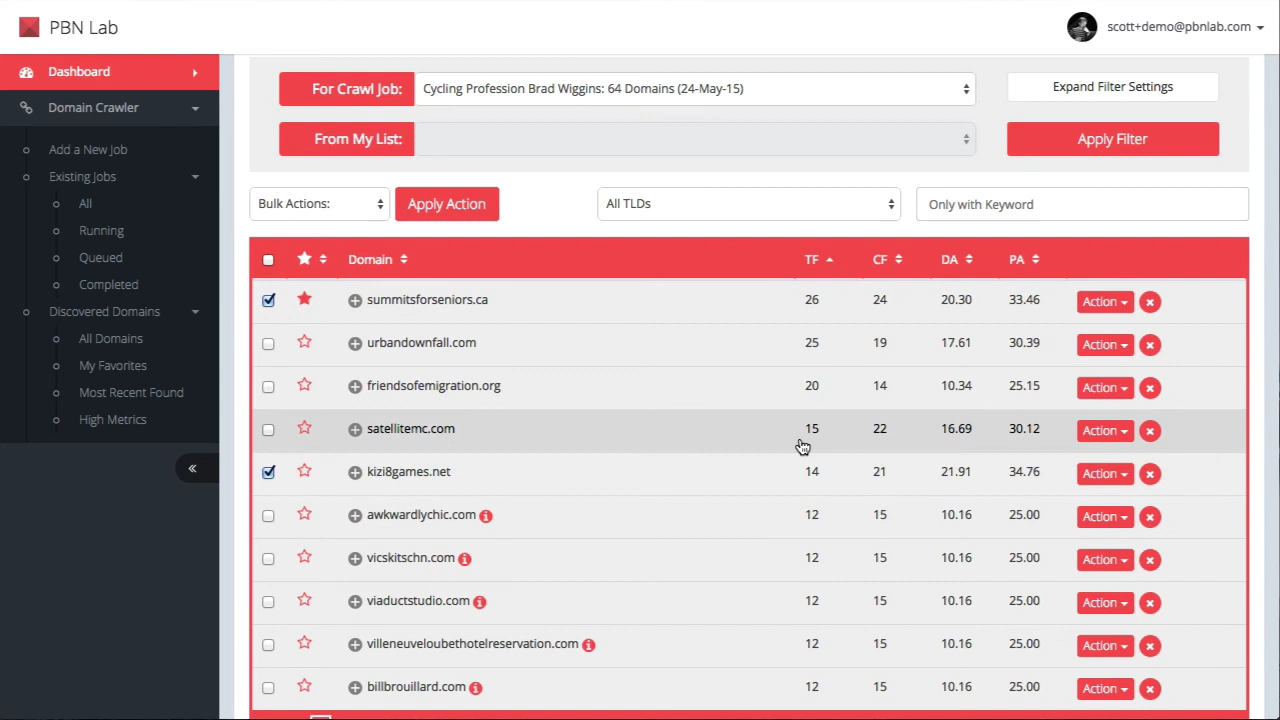 PBN Lab
scott+demo@pbnlab.com
Dashboard
Domain Crawler
Add a New Job
Existing Jobs
All
Running
Queued
Completed
Discovered Domains
All Domains
My Favorites
Most Recent Found
High Metrics
For Crawl Job: Cycling Profession Brad Wiggins: 64 Domains (24-May-15) Expand Filter Settings
From My List: Apply Filter
Bulk Actions: Apply Action All TLDs Only with Keyword
Domain TF CF DA PA
summitsforseniors.ca 26 24 20.30 33.46 Action
urbandownfall.com 25 19 17.61 30.39 Action
friendsofemigration.org 20 14 10.34 25.15 Action
satellitemc.com 15 22 16.69 30.12 Action
kizi8games.net 14 21 21.91 34.76 Action
awkwardlychic.com 12 15 10.16 25.00 Action
vicskitschn.com 12 15 10.16 25.00 Action
viaductstudio.com 12 15 10.16 25.00 Action
villeneuveloubethotelreservation.com 12 15 10.16 25.00 Action
billbrouillard.com 12 15 10.16 25.00 Action